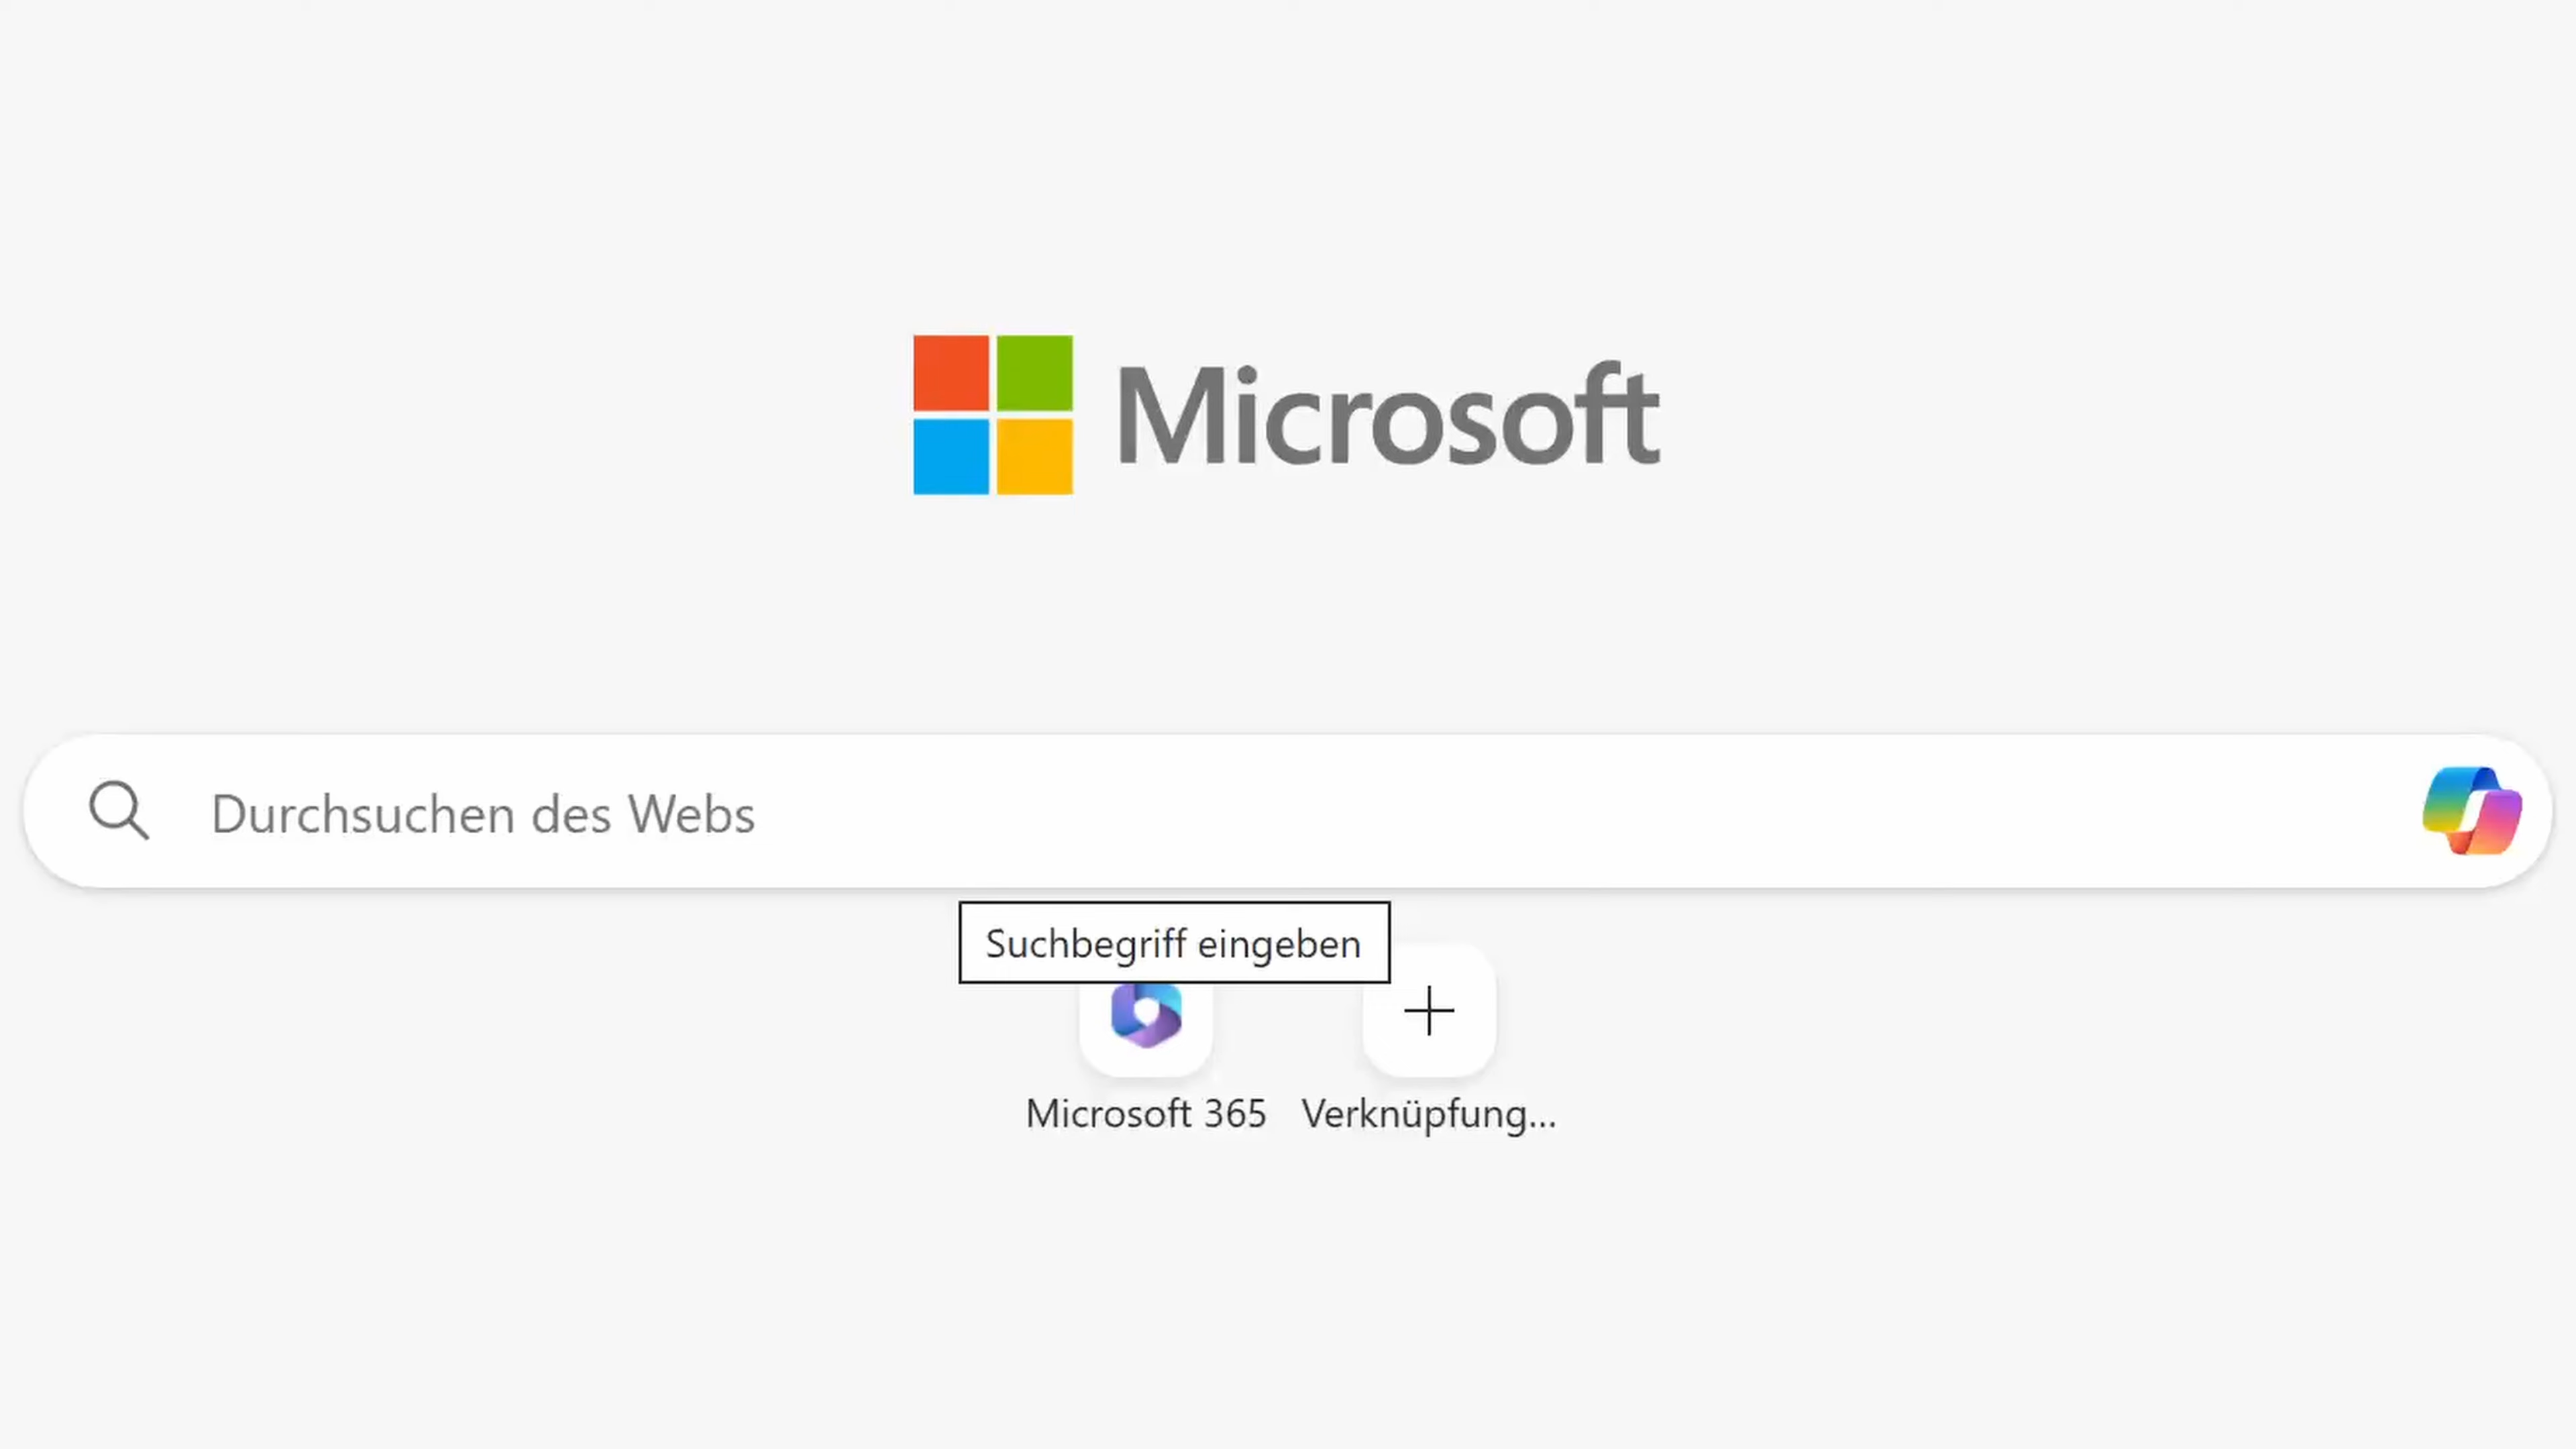 Microsoft
Durchsuchen des Webs
Suchbegriff eingeben
Microsoft 365
Verknüpfung...